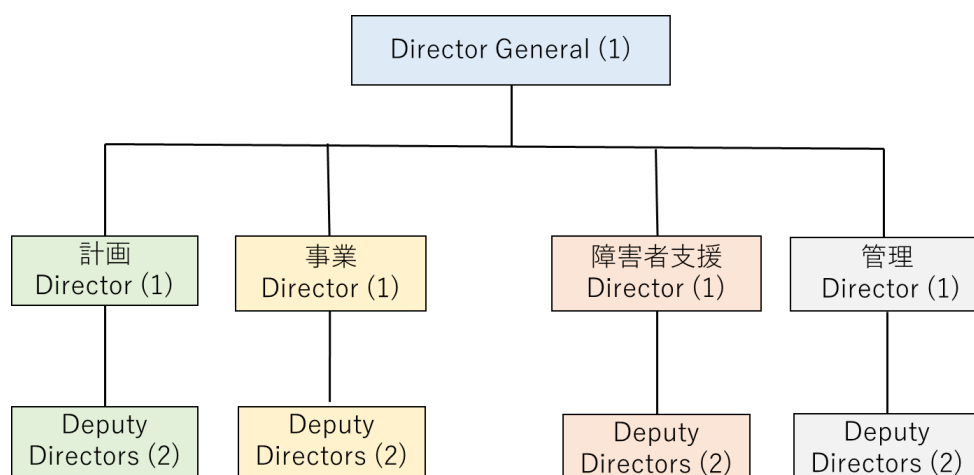 Director General (1)
計画
Director (1)
事業
Director (1)
障害者支援
Director (1)
管理
Director (1)
Deputy
Directors (2)
Deputy
Directors (2)
Deputy
Directors (2)
Deputy
Directors (2)